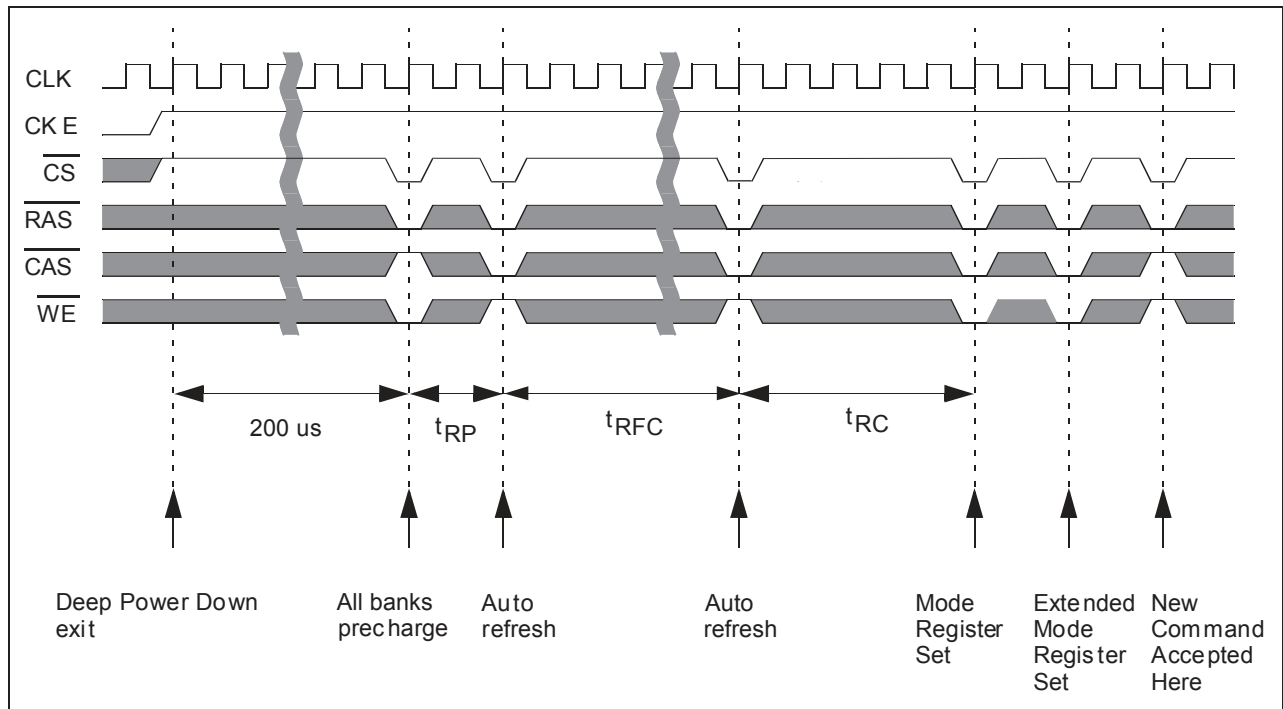 CLK
CKE
CS
RAS
CAS
WE
200 us
tRP
tRFC
tRC
Deep Power Down
exit
All banks
precharge
Auto
refresh
Auto
refresh
Mode
Register
Set
Extended
Mode
Register
Set
New
Command
Accepted
Here